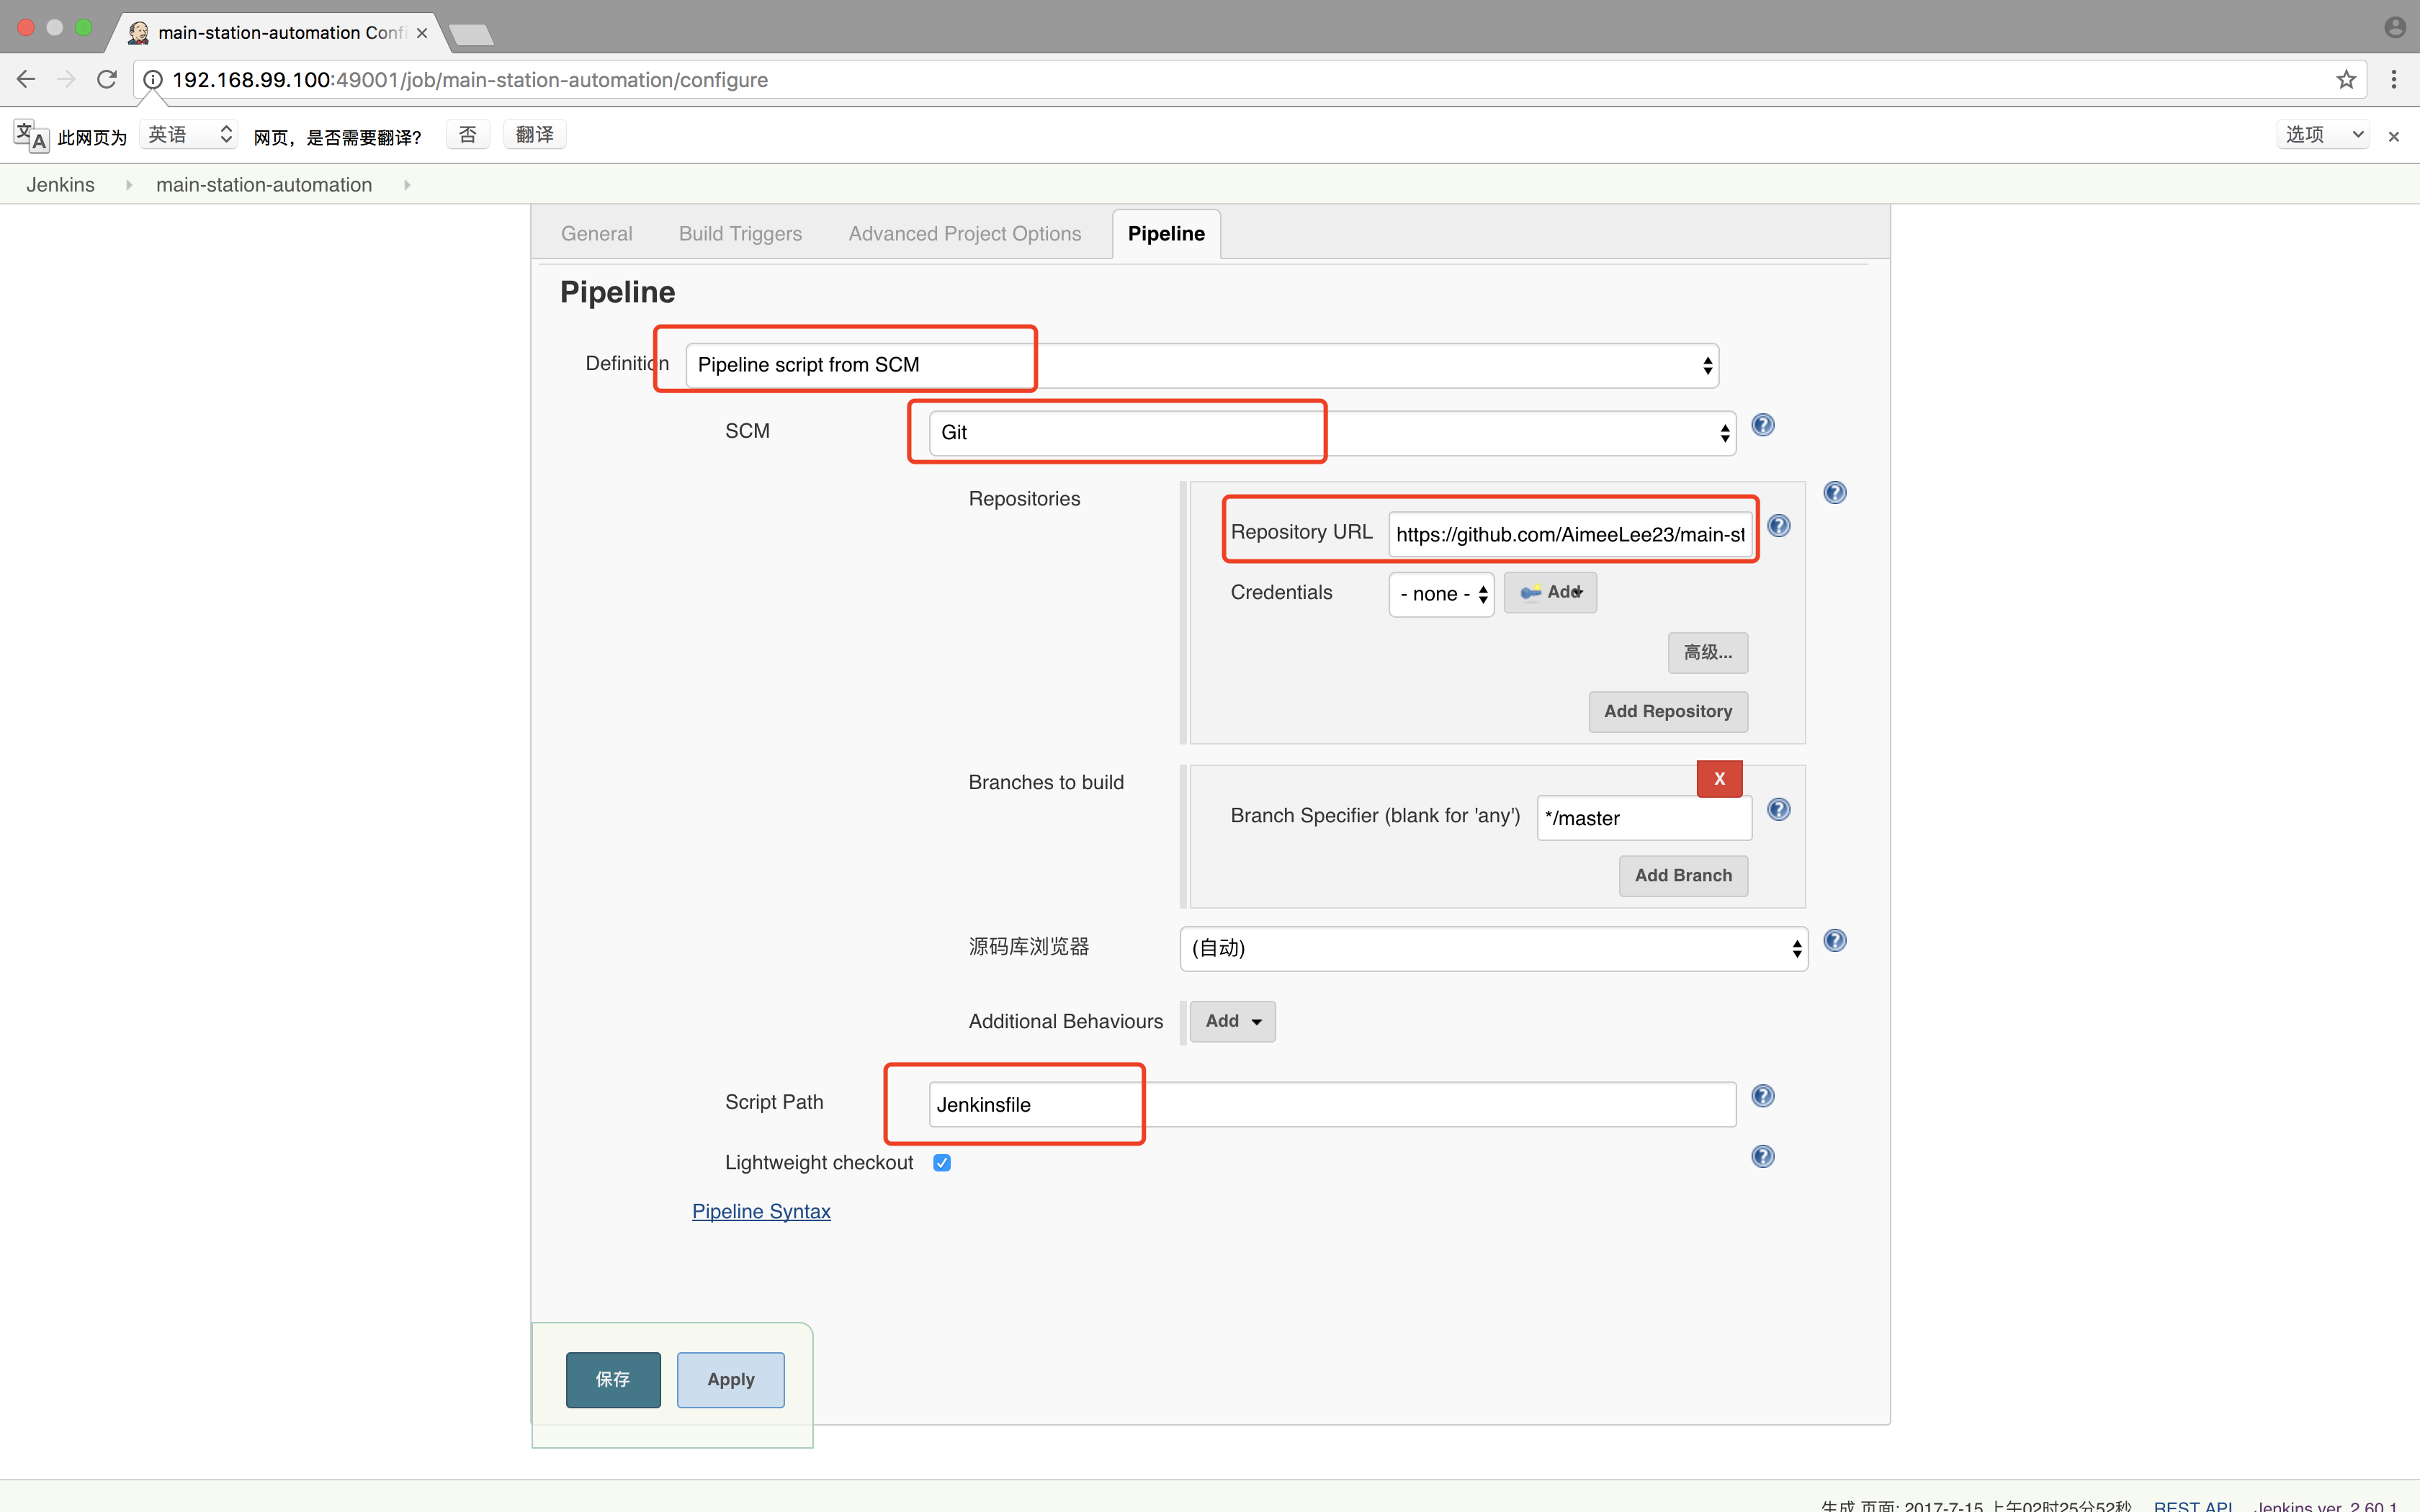 main-station-automation Conf
192.168.99.100:49001/job/main-station-automation/configure
此网页为 英语 网页，是否需要翻译? 否 翻译 选项
Jenkins main-station-automation
General Build Triggers Advanced Project Options Pipeline
Pipeline
Definition Pipeline script from SCM
SCM Git
Repositories
Repository URL https://github.com/AimeeLee23/main-st
Credentials - none - Add
高级...
Add Repository
Branches to build
X
Branch Specifier (blank for 'any') */master
Add Branch
源码库浏览器 (自动)
Additional Behaviours Add
Script Path Jenkinsfile
Lightweight checkout
Pipeline Syntax
保存 Apply
生成 页面: 2017-7-15 上午02时25分52秒 REST API Jenkins ver. 2.60.1